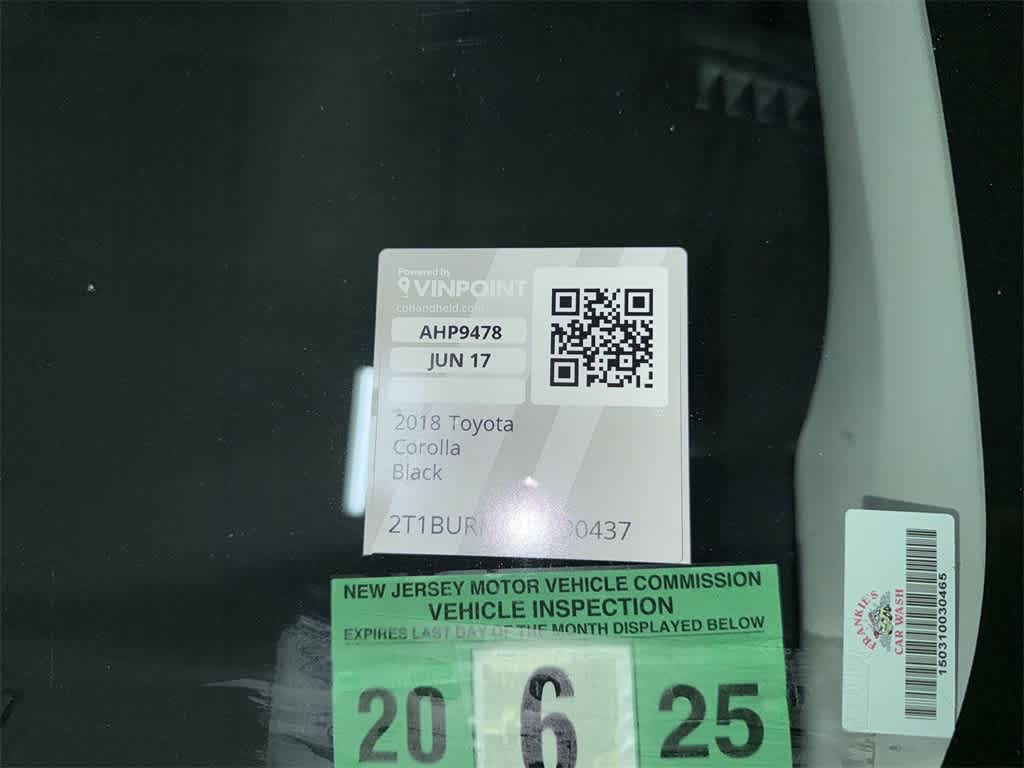 Powered by
VINPOINT
AHP9478
JUN 17
2018 Toyota
Corolla
Black
NEW JERSEY MOTOR VEHICLE COMMISSION
VEHICLE INSPECTION
EXPIRES LAST DAY OF THE MONTH DISPLAYED BELOW
20 6 25
FRANKIE'S
CAR WASH
150310030465